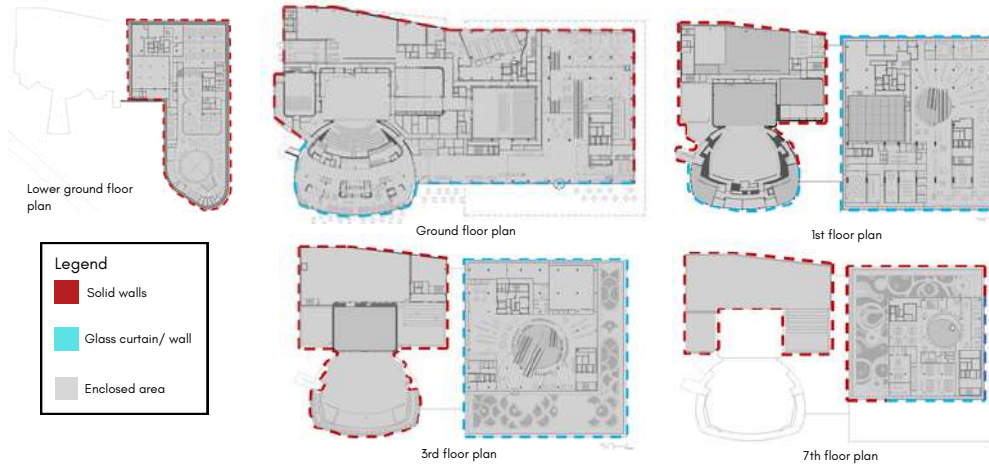 Lower ground floor
plan
Ground floor plan
1st floor plan
Legend
Solid walls
Glass curtain/ wall
Enclosed area
3rd floor plan
7th floor plan